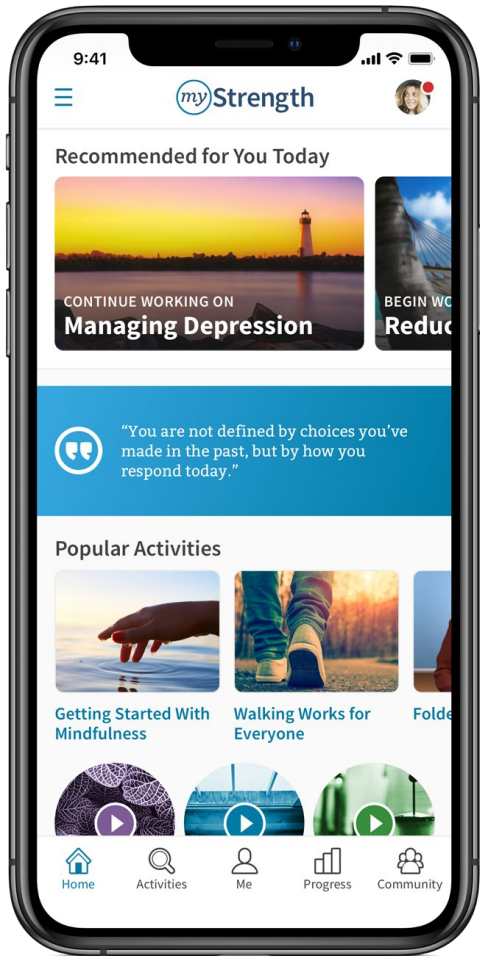 9:41
myStrength
Recommended for You Today
CONTINUE WORKING ON
Managing Depression
BEGIN WO
Reduc
“You are not defined by choices you’ve
made in the past, but by how you
respond today.”
Popular Activities
Getting Started With
Mindfulness
Walking Works for
Everyone
Folde
Home
Activities
Me
Progress
Community